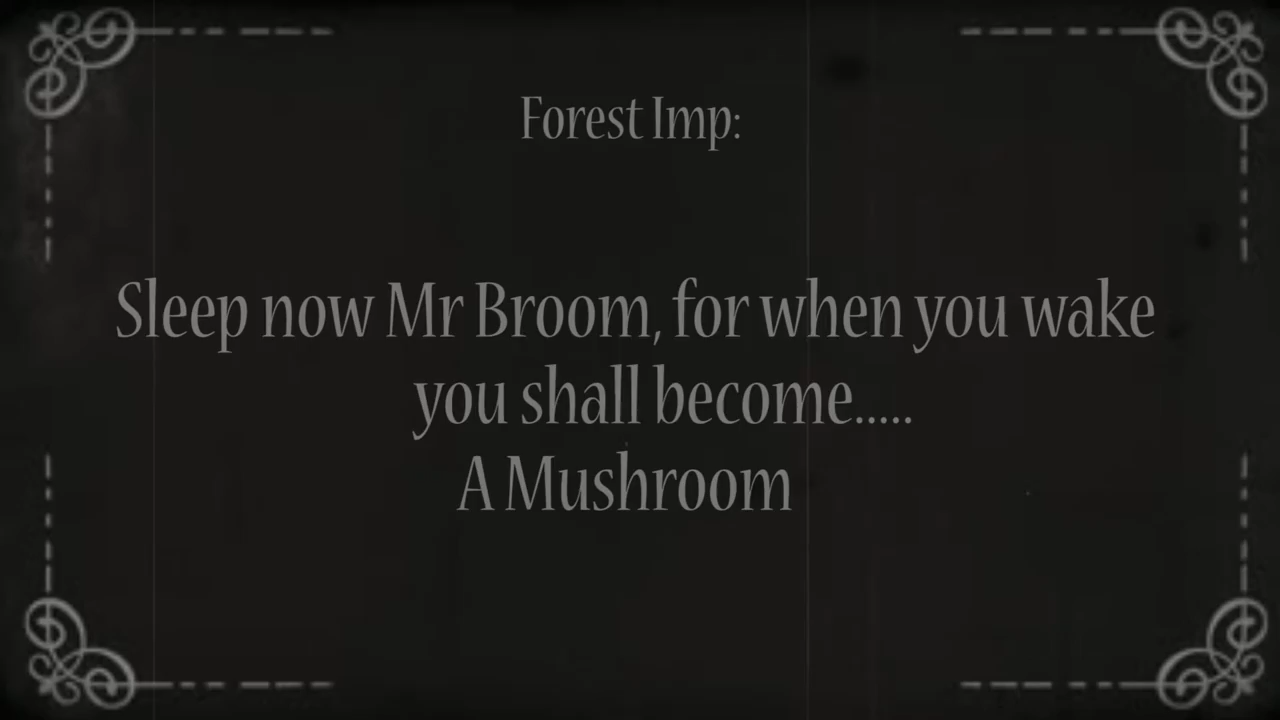 Forest Imp:
Sleep now Mr Broom, for when you wake
you shall become.....
A Mushroom